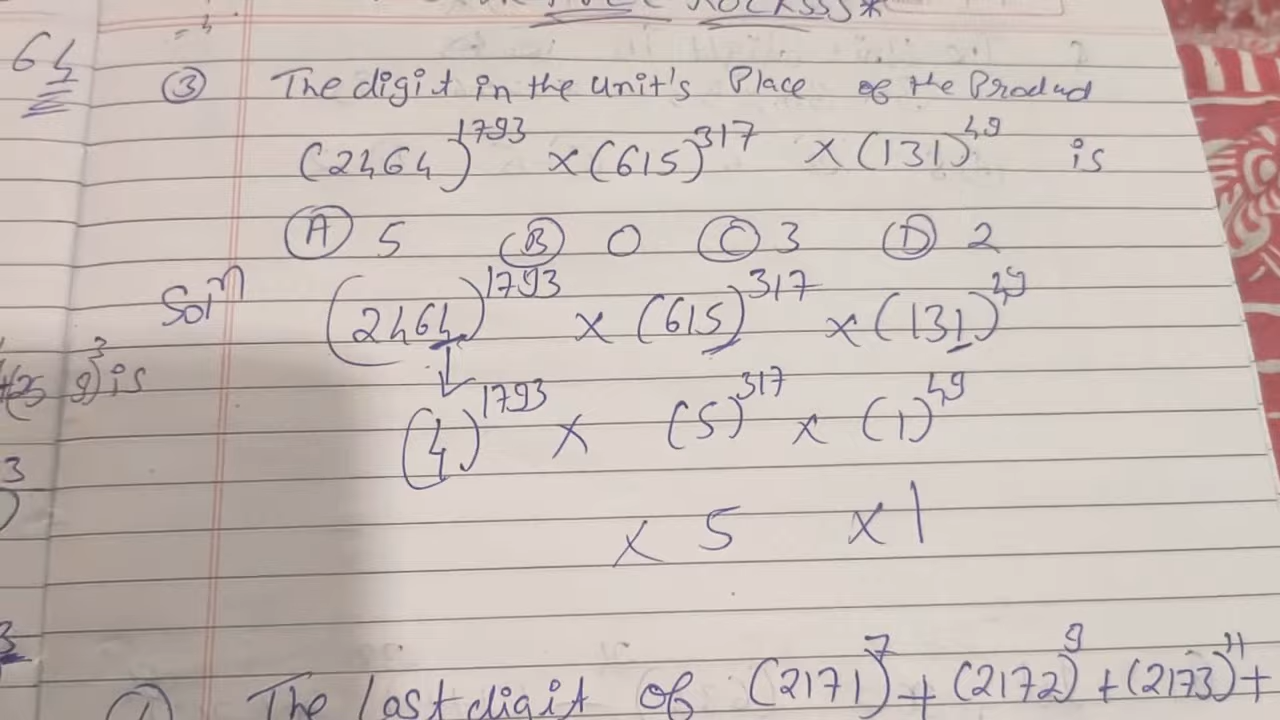 64
= 4
③ The digit in the unit's Place of the Product
(2464)^1793 × (615)^317 × (131)^49 is
Ⓐ 5 Ⓑ 0 Ⓒ 3 Ⓓ 2
Solⁿ (2464)^1793 × (615)^317 × (131)^49
↓
(4)^1793 × (5)^317 × (1)^49
× 5 × 1
The last digit of (2171)^7 + (2172)^9 + (2173)^11 +